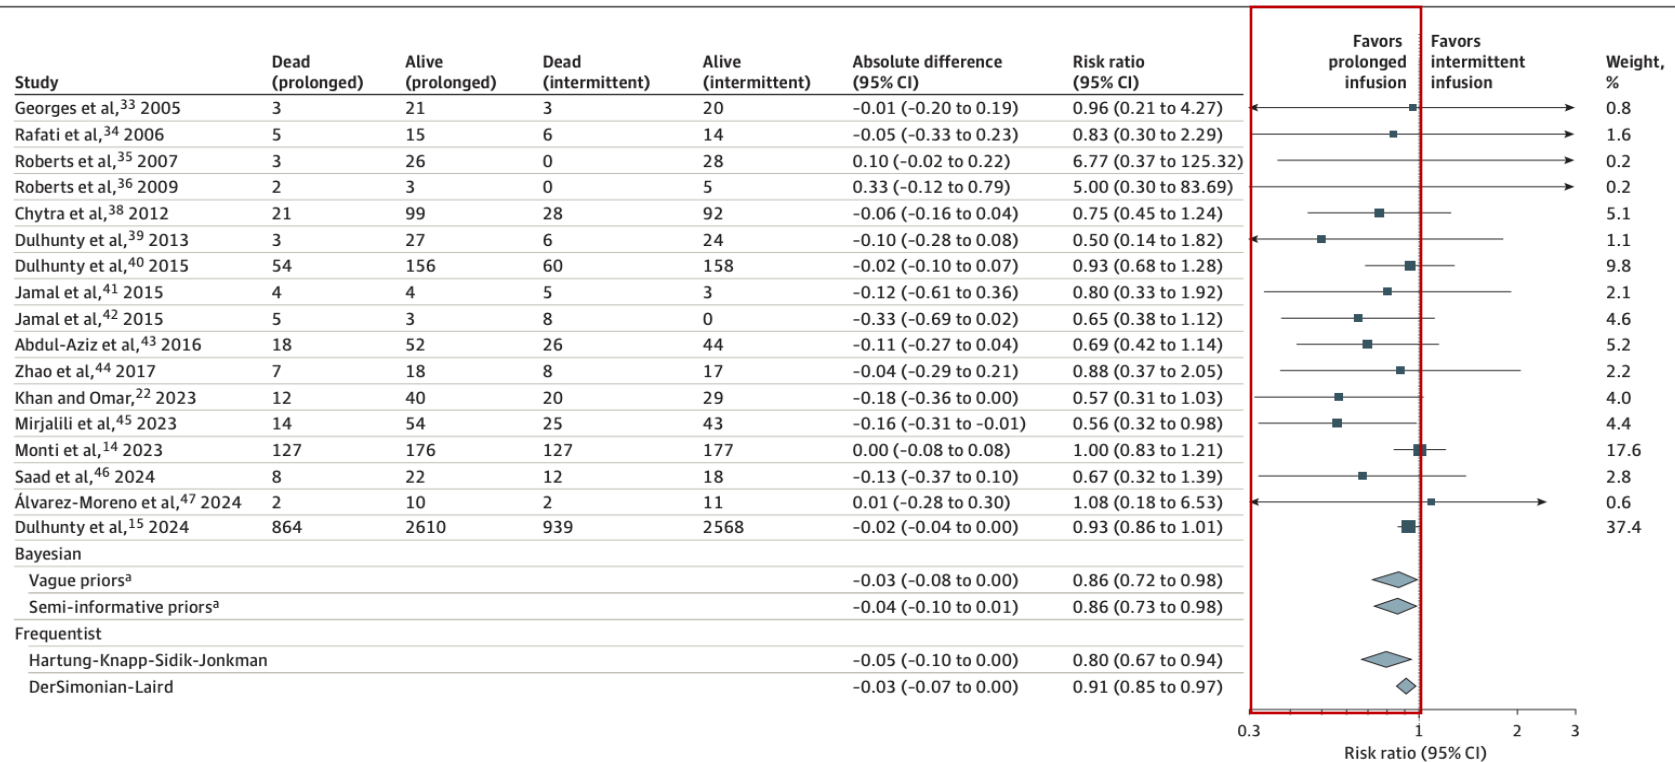 Study Dead (prolonged) Alive (prolonged) Dead (intermittent) Alive (intermittent) Absolute difference (95% CI) Risk ratio (95% CI) Favors prolonged infusion Favors intermittent infusion Weight, %
Georges et al,33 2005 3 21 3 20 -0.01 (-0.20 to 0.19) 0.96 (0.21 to 4.27) 0.8
Rafati et al,34 2006 5 15 6 14 -0.05 (-0.33 to 0.23) 0.83 (0.30 to 2.29) 1.6
Roberts et al,35 2007 3 26 0 28 0.10 (-0.02 to 0.22) 6.77 (0.37 to 125.32) 0.2
Roberts et al,36 2009 2 3 0 5 0.33 (-0.12 to 0.79) 5.00 (0.30 to 83.69) 0.2
Chytra et al,38 2012 21 99 28 92 -0.06 (-0.16 to 0.04) 0.75 (0.45 to 1.24) 5.1
Dulhunty et al,39 2013 3 27 6 24 -0.10 (-0.28 to 0.08) 0.50 (0.14 to 1.82) 1.1
Dulhunty et al,40 2015 54 156 60 158 -0.02 (-0.10 to 0.07) 0.93 (0.68 to 1.28) 9.8
Jamal et al,41 2015 4 4 5 3 -0.12 (-0.61 to 0.36) 0.80 (0.33 to 1.92) 2.1
Jamal et al,42 2015 5 3 8 0 -0.33 (-0.69 to 0.02) 0.65 (0.38 to 1.12) 4.6
Abdul-Aziz et al,43 2016 18 52 26 44 -0.11 (-0.27 to 0.04) 0.69 (0.42 to 1.14) 5.2
Zhao et al,44 2017 7 18 8 17 -0.04 (-0.29 to 0.21) 0.88 (0.37 to 2.05) 2.2
Khan and Omar,22 2023 12 40 20 29 -0.18 (-0.36 to 0.00) 0.57 (0.31 to 1.03) 4.0
Mirjalili et al,45 2023 14 54 25 43 -0.16 (-0.31 to -0.01) 0.56 (0.32 to 0.98) 4.4
Monti et al,14 2023 127 176 127 177 0.00 (-0.08 to 0.08) 1.00 (0.83 to 1.21) 17.6
Saad et al,46 2024 8 22 12 18 -0.13 (-0.37 to 0.10) 0.67 (0.32 to 1.39) 2.8
Álvarez-Moreno et al,47 2024 2 10 2 11 0.01 (-0.28 to 0.30) 1.08 (0.18 to 6.53) 0.6
Dulhunty et al,15 2024 864 2610 939 2568 -0.02 (-0.04 to 0.00) 0.93 (0.86 to 1.01) 37.4
Bayesian
Vague priorsa -0.03 (-0.08 to 0.00) 0.86 (0.72 to 0.98)
Semi-informative priorsa -0.04 (-0.10 to 0.01) 0.86 (0.73 to 0.98)
Frequentist
Hartung-Knapp-Sidik-Jonkman -0.05 (-0.10 to 0.00) 0.80 (0.67 to 0.94)
DerSimonian-Laird -0.03 (-0.07 to 0.00) 0.91 (0.85 to 0.97)
0.3 1 2 3
Risk ratio (95% CI)